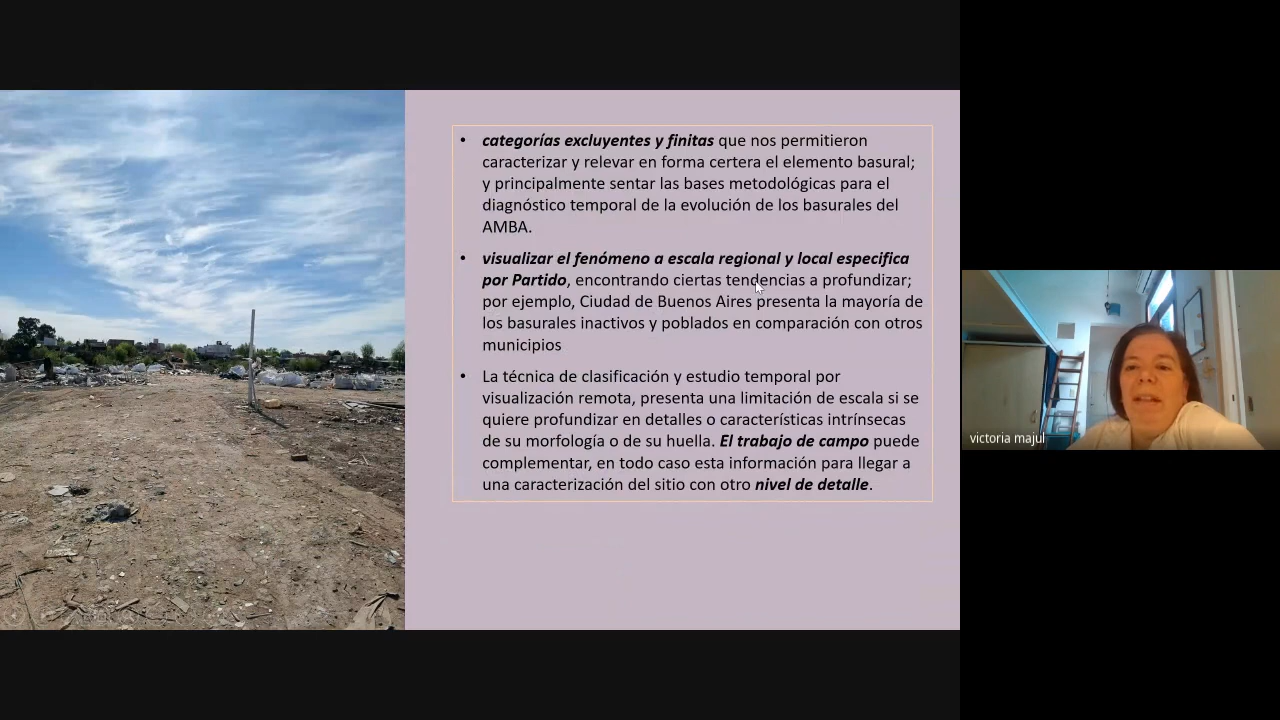 • categorías excluyentes y finitas que nos permitieron
caracterizar y relevar en forma certera el elemento basural;
y principalmente sentar las bases metodológicas para el
diagnóstico temporal de la evolución de los basurales del
AMBA.
• visualizar el fenómeno a escala regional y local especifica
por Partido, encontrando ciertas tendencias a profundizar;
por ejemplo, Ciudad de Buenos Aires presenta la mayoría de
los basurales inactivos y poblados en comparación con otros
municipios
• La técnica de clasificación y estudio temporal por
visualización remota, presenta una limitación de escala si se
quiere profundizar en detalles o características intrínsecas
de su morfología o de su huella. El trabajo de campo puede
complementar, en todo caso esta información para llegar a
una caracterización del sitio con otro nivel de detalle.
victoria majul